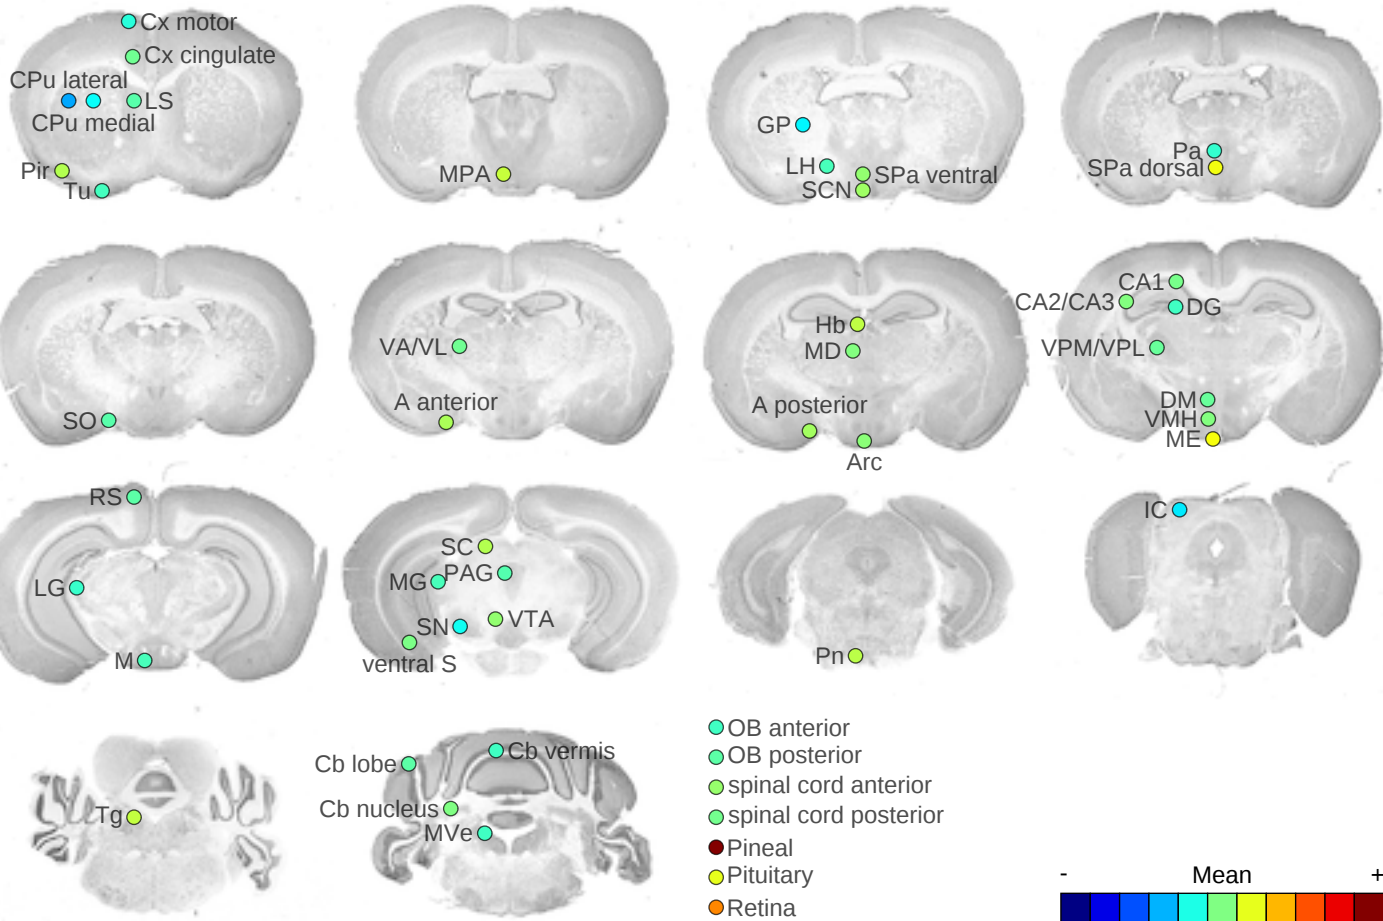 Cx motor
Cx cingulate
CPu lateral
LS
CPu medial
Pir
Tu
MPA
GP
LH
SPa ventral
SCN
Pa
SPa dorsal
SO
VA/VL
A anterior
Hb
MD
A posterior
Arc
CA1
CA2/CA3
DG
VPM/VPL
DM
VMH
ME
RS
LG
M
SC
MG PAG
SN VTA
ventral S
Pn
IC
Tg
Cb lobe
Cb vermis
Cb nucleus
MVe
OB anterior
OB posterior
spinal cord anterior
spinal cord posterior
Pineal
Pituitary
Retina
- Mean +